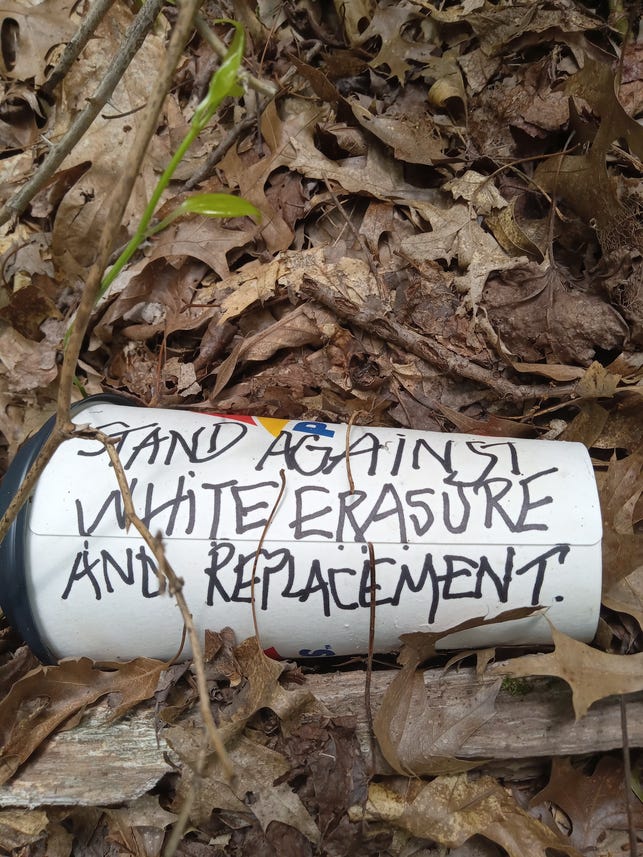 STAND AGAINST
WHITE ERASURE
AND REPLACEMENT.